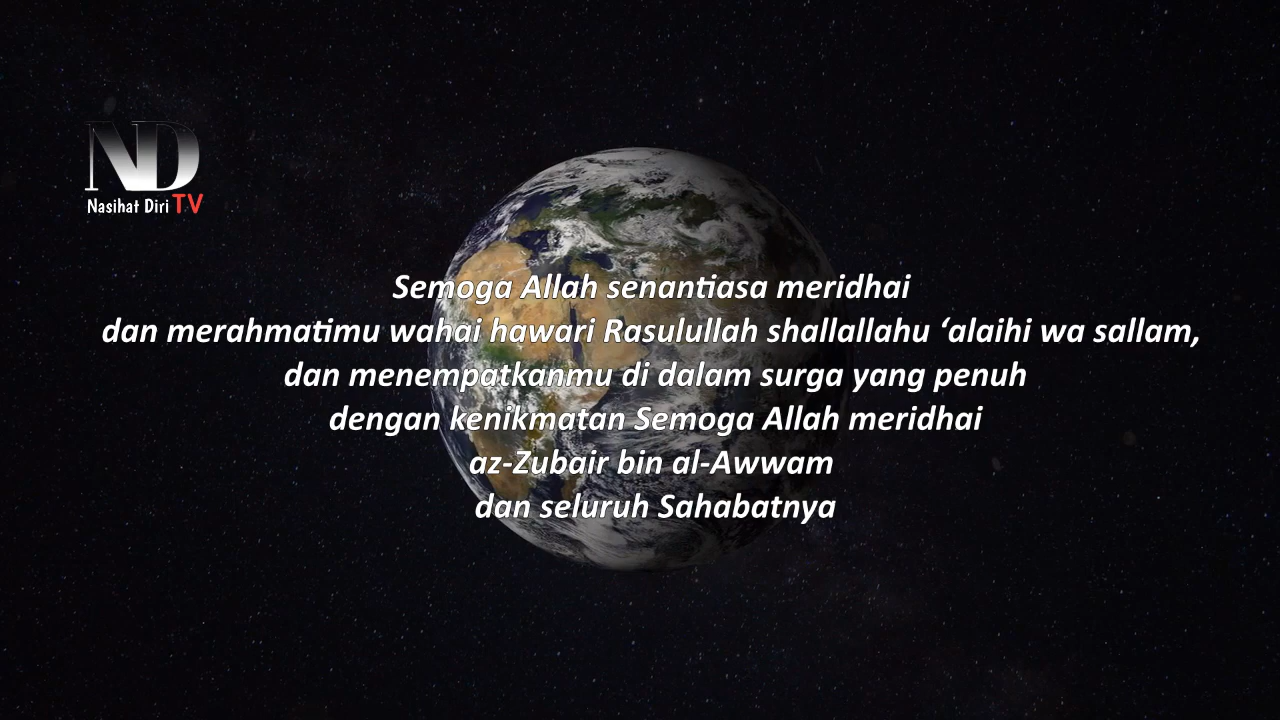 ND
Nasihat Diri TV
Semoga Allah senantiasa meridhai
dan merahmatimu wahai hawari Rasulullah shallallahu ‘alaihi wa sallam,
dan menempatkanmu di dalam surga yang penuh
dengan kenikmatan Semoga Allah meridhai
az-Zubair bin al-Awwam
dan seluruh Sahabatnya